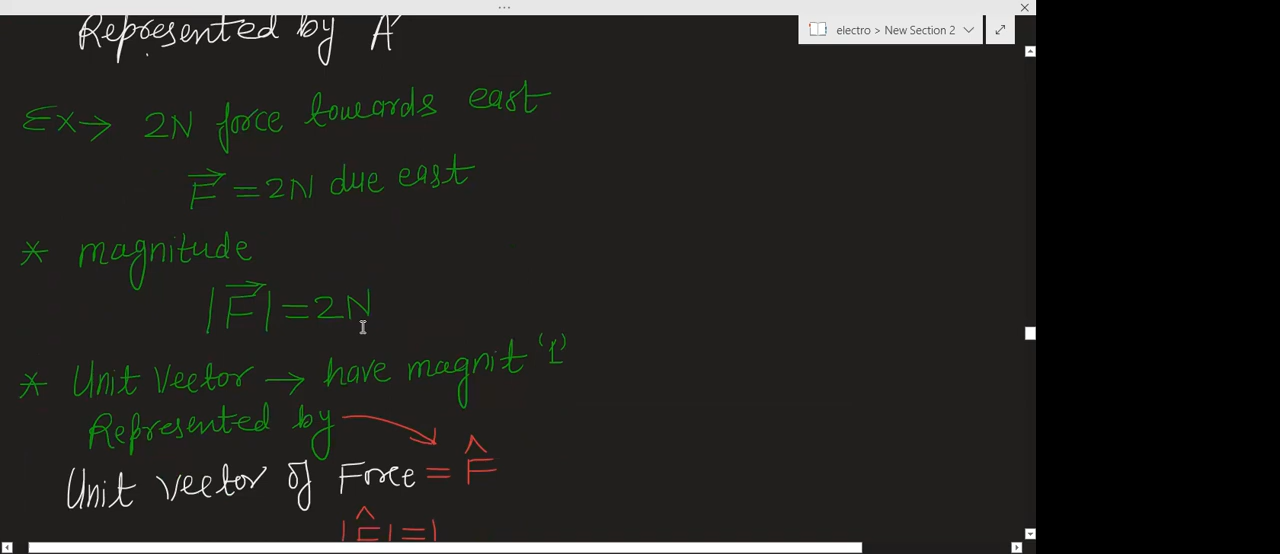 Represented by A⃗
electro > New Section 2
Ex → 2N force towards east
F⃗ = 2N due east
* magnitude
|F⃗| = 2N
* Unit Vector → have magnit '1'
Represented by
Unit vector of Force = F̂
|F̂| = 1